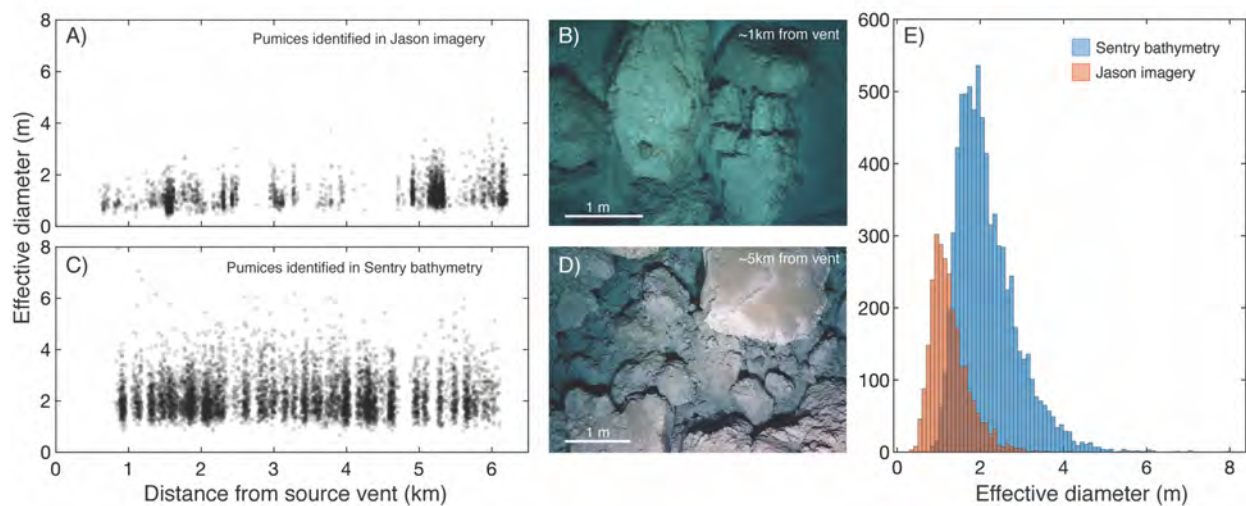 A)
Pumices identified in Jason imagery
8
6
4
2
0
Effective diameter (m)
C)
Pumices identified in Sentry bathymetry
8
6
4
2
0
0 1 2 3 4 5 6
Distance from source vent (km)
B)
~1km from vent
1 m
D)
~5km from vent
1 m
E)
Sentry bathymetry
Jason imagery
600
500
400
300
200
100
0
0 2 4 6 8
Effective diameter (m)